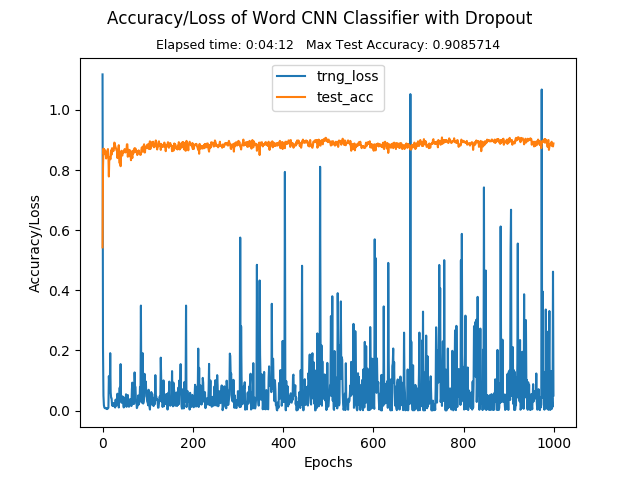 Accuracy/Loss of Word CNN Classifier with Dropout
Elapsed time: 0:04:12   Max Test Accuracy: 0.9085714
trng_loss
test_acc
Accuracy/Loss
1.0
0.8
0.6
0.4
0.2
0.0
0 200 400 600 800 1000
Epochs